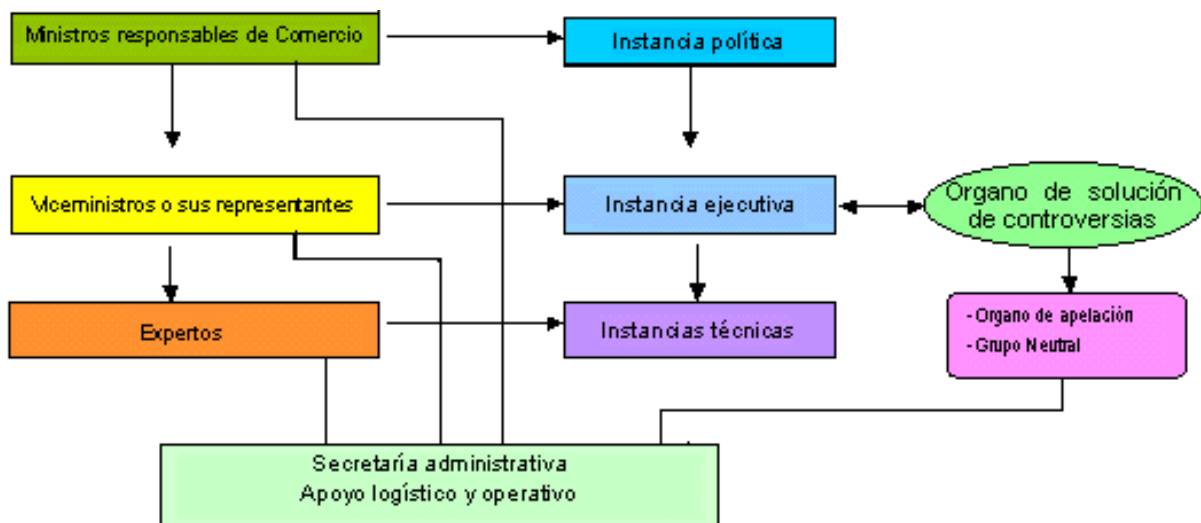 Ministros responsables de Comercio
Instancia política
Viceministros o sus representantes
Instancia ejecutiva
Organo de solución
de controversias
Expertos
Instancias técnicas
- Organo de apelación
- Grupo Neutral
Secretaría administrativa
Apoyo logístico y operativo